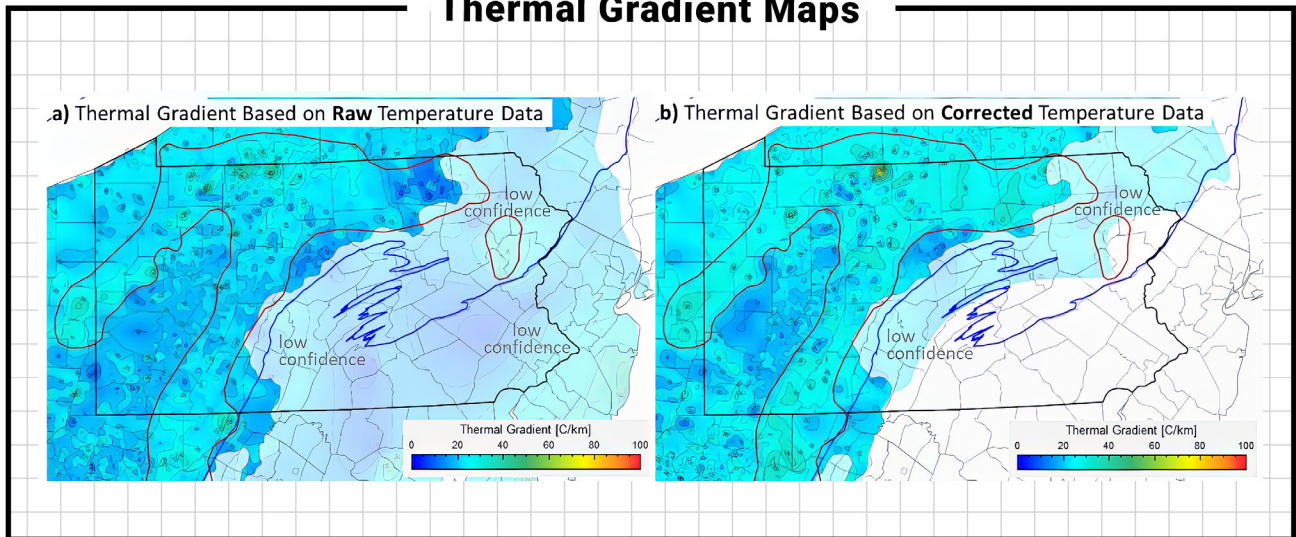 Thermal Gradient Maps
a) Thermal Gradient Based on Raw Temperature Data
low
confidence
low
confidence
low
confidence
Thermal Gradient [C/km]
0 20 40 60 80 100
b) Thermal Gradient Based on Corrected Temperature Data
low
confidence
low
confidence
Thermal Gradient [C/km]
0 20 40 60 80 100